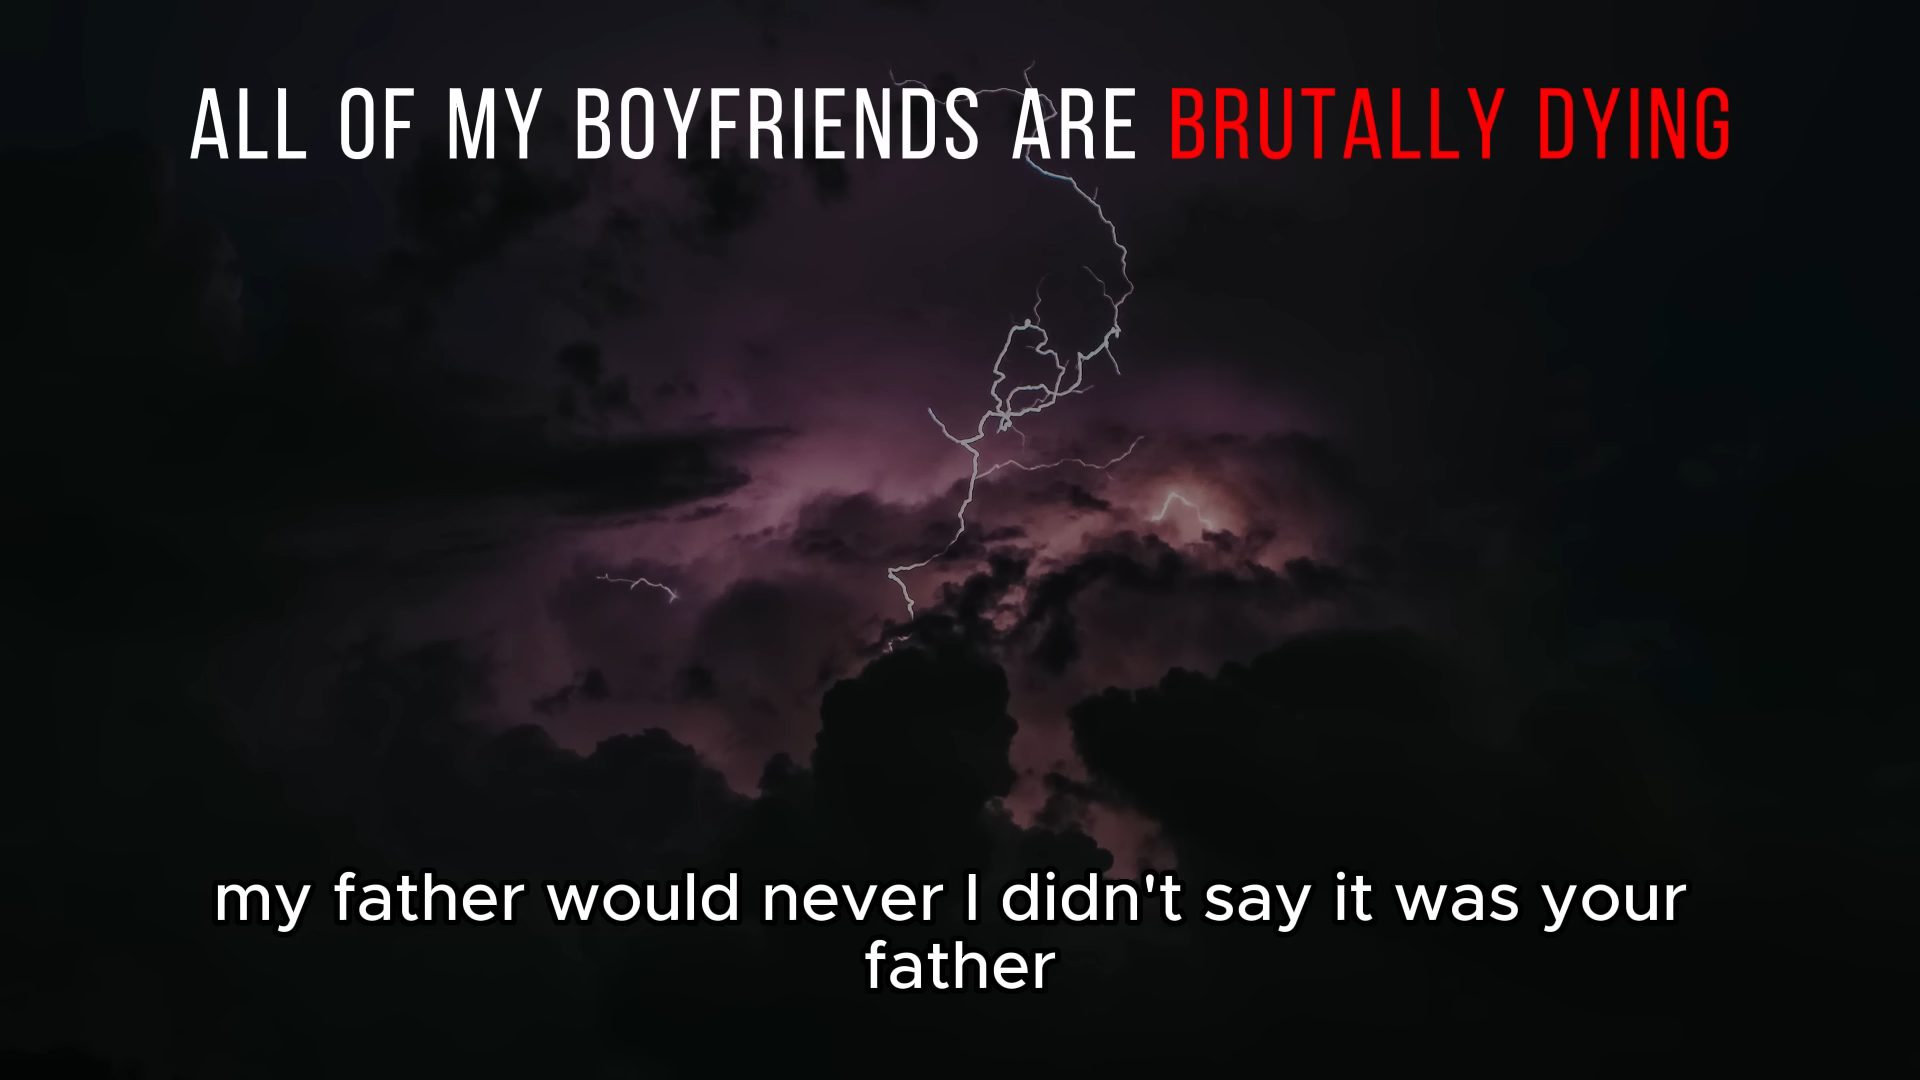 ALL OF MY BOYFRIENDS ARE BRUTALLY DYING
my father would never I didn't say it was your
father